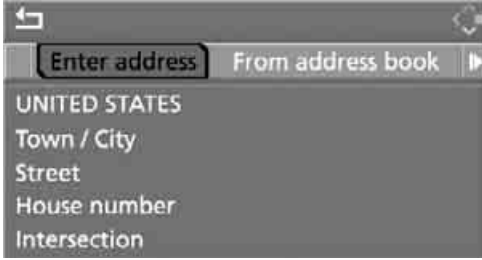 Enter address From address book
UNITED STATES
Town / City
Street
House number
Intersection